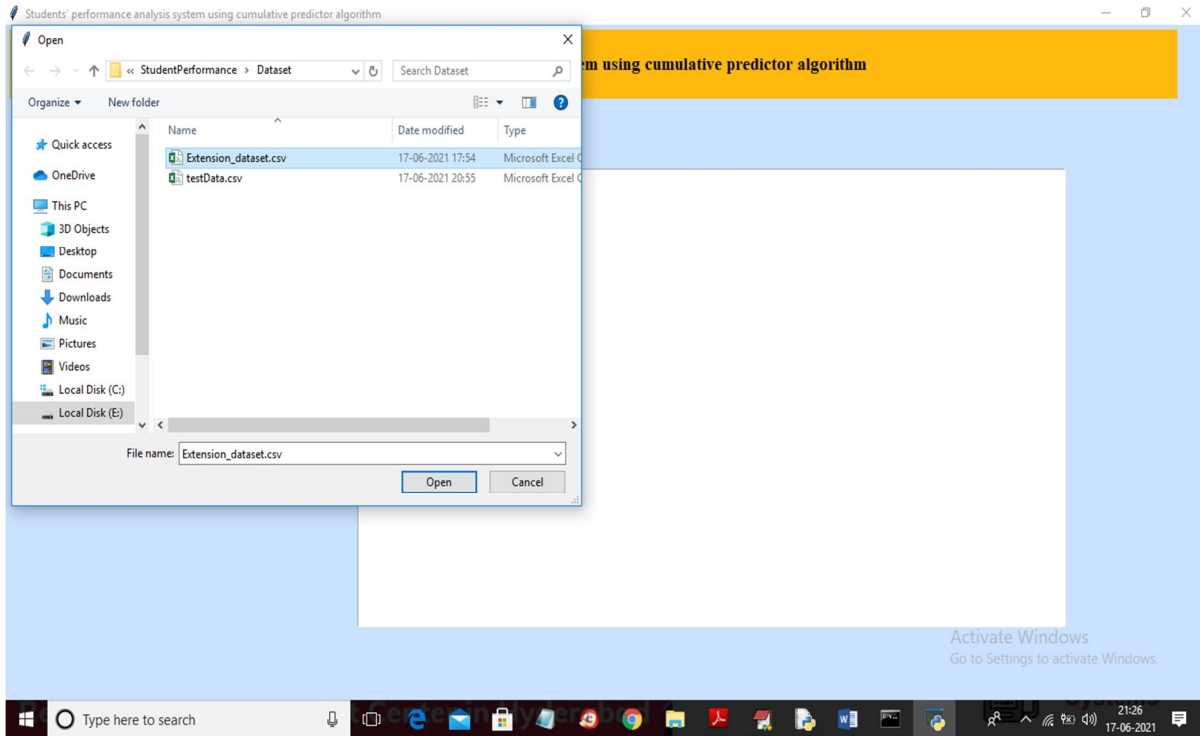 Students' performance analysis system using cumulative predictor algorithm
em using cumulative predictor algorithm
Open
« StudentPerformance > Dataset
Search Dataset
Organize
New folder
Name
Date modified
Type
Quick access
OneDrive
This PC
3D Objects
Desktop
Documents
Downloads
Music
Pictures
Videos
Local Disk (C:)
Local Disk (E:)
Extension_dataset.csv
17-06-2021 17:54
Microsoft Excel C
testData.csv
17-06-2021 20:55
Microsoft Excel C
File name:
Extension_dataset.csv
Open
Cancel
Activate Windows
Go to Settings to activate Windows.
Type here to search
21:26
17-06-2021